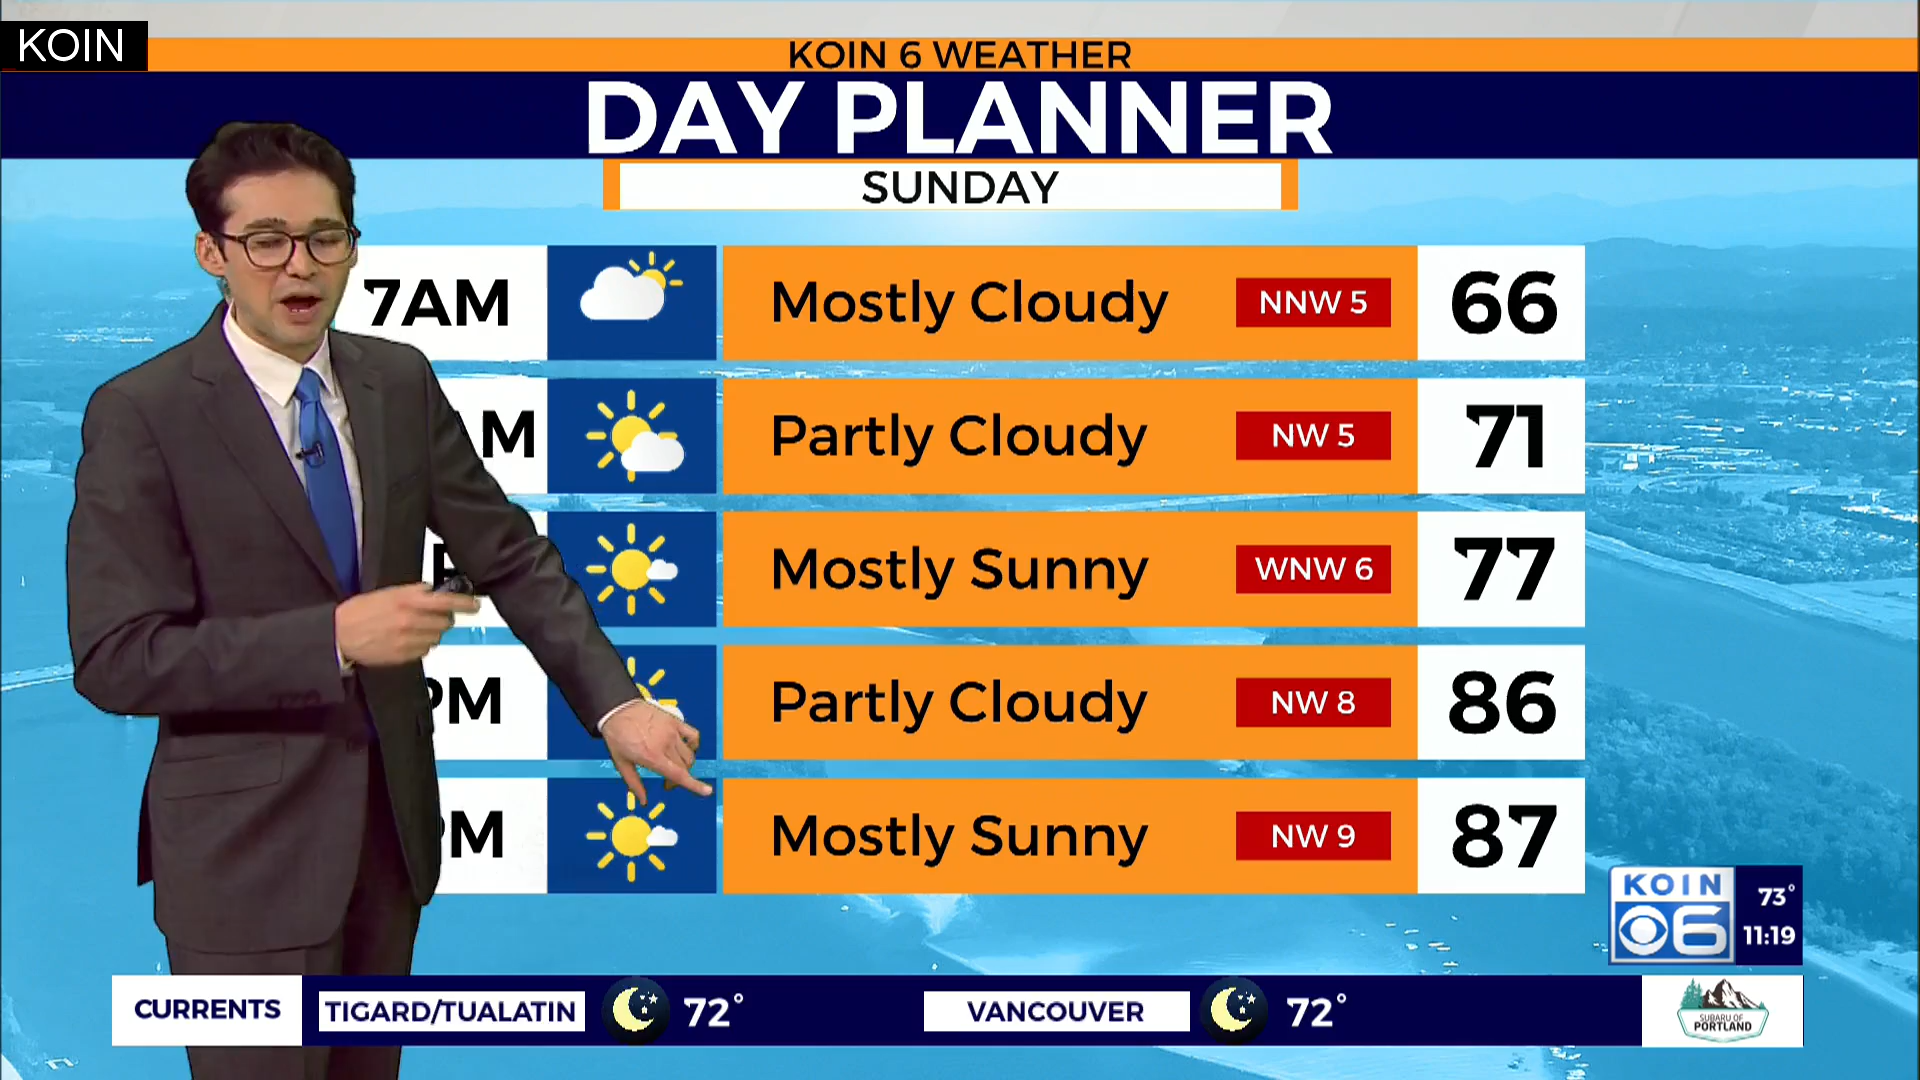 KOIN
KOIN 6 WEATHER
DAY PLANNER
SUNDAY
7AM Mostly Cloudy NNW 5 66
Partly Cloudy NW 5 71
Mostly Sunny WNW 6 77
PM Partly Cloudy NW 8 86
Mostly Sunny NW 9 87
KOIN 6
73°
11:19
CURRENTS TIGARD/TUALATIN 72° VANCOUVER 72°
SUBARU OF
PORTLAND